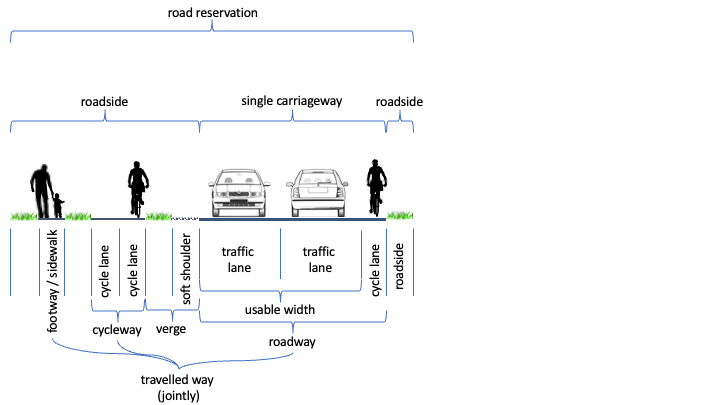 road reservation
roadside
single carriageway
roadside
footway / sidewalk
cycle lane
cycle lane
soft shoulder
traffic
lane
traffic
lane
cycle lane
roadside
usable width
cycleway
verge
roadway
travelled way
(jointly)